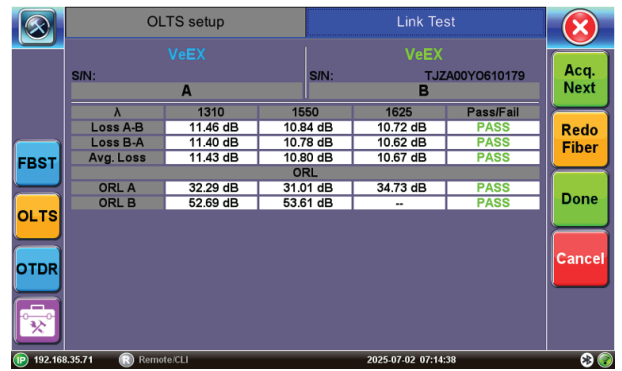 OLTS setup
Link Test
VeEX
VeEX
S/N:
S/N: TJZA00YO610179
A
B
λ 1310 1550 1625 Pass/Fail
Loss A-B 11.46 dB 10.84 dB 10.72 dB PASS
Loss B-A 11.40 dB 10.78 dB 10.62 dB PASS
Avg. Loss 11.43 dB 10.80 dB 10.67 dB PASS
ORL
ORL A 32.29 dB 31.01 dB 34.73 dB PASS
ORL B 52.69 dB 53.61 dB -- PASS
FBST
OLTS
OTDR
Acq.
Next
Redo
Fiber
Done
Cancel
IP 192.168.35.71 R Remote/CLI 2025-07-02 07:14:38